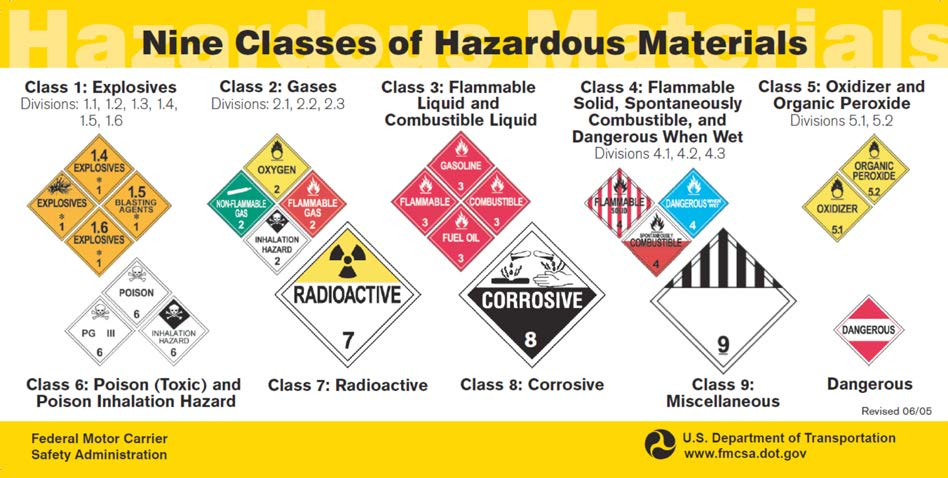 Hazardous Materials
Nine Classes of Hazardous Materials
Class 1: Explosives
Divisions: 1.1, 1.2, 1.3, 1.4,
1.5, 1.6
1.4
EXPLOSIVES
*
1
EXPLOSIVES
*
1
1.5
BLASTING
AGENTS
*
1
1.6
EXPLOSIVES
*
1
Class 2: Gases
Divisions: 2.1, 2.2, 2.3
OXYGEN
2
NON-FLAMMABLE
GAS
2
FLAMMABLE
GAS
2
INHALATION
HAZARD
2
Class 3: Flammable
Liquid and
Combustible Liquid
GASOLINE
3
FLAMMABLE
3
COMBUSTIBLE
3
FUEL OIL
3
Class 4: Flammable
Solid, Spontaneously
Combustible, and
Dangerous When Wet
Divisions 4.1, 4.2, 4.3
FLAMMABLE
SOLID
4
DANGEROUS WHEN
WET
4
SPONTANEOUSLY
COMBUSTIBLE
4
Class 5: Oxidizer and
Organic Peroxide
Divisions 5.1, 5.2
ORGANIC
PEROXIDE
5.2
OXIDIZER
5.1
POISON
6
PG III
6
INHALATION
HAZARD
6
Class 6: Poison (Toxic) and
Poison Inhalation Hazard
RADIOACTIVE
7
Class 7: Radioactive
CORROSIVE
8
Class 8: Corrosive
9
Class 9:
Miscellaneous
DANGEROUS
Dangerous
Revised 06/05
Federal Motor Carrier
Safety Administration
U.S. Department of Transportation
www.fmcsa.dot.gov